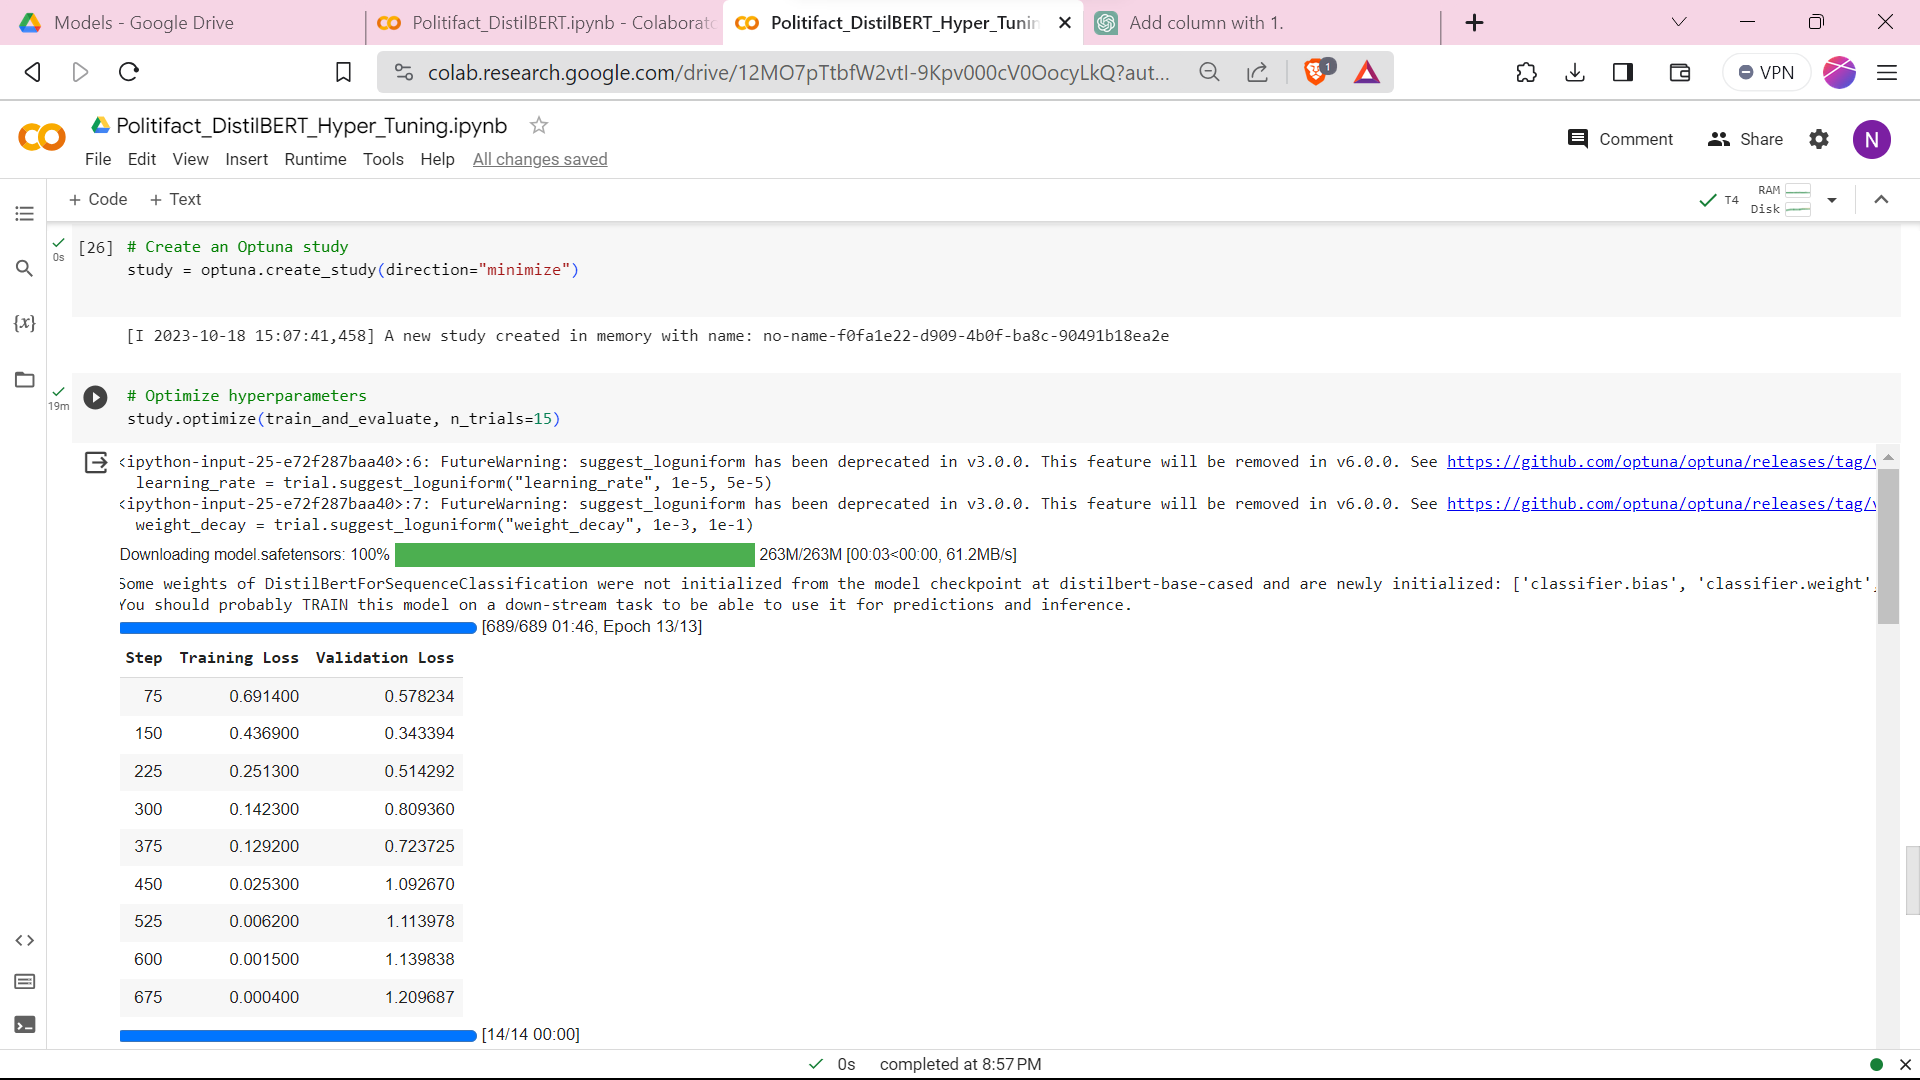 Models - Google Drive
Politifact_DistilBERT.ipynb - Colaborato
Politifact_DistilBERT_Hyper_Tunin
Add column with 1.
colab.research.google.com/drive/12MO7pTtbfW2vtI-9Kpv000cV0OocyLkQ?aut...
1
VPN
Politifact_DistilBERT_Hyper_Tuning.ipynb
Comment
Share
N
File Edit View Insert Runtime Tools Help All changes saved
+ Code + Text
T4
RAM
Disk
{x}
[26] # Create an Optuna study
0s
study = optuna.create_study(direction="minimize")
[I 2023-10-18 15:07:41,458] A new study created in memory with name: no-name-f0fa1e22-d909-4b0f-ba8c-90491b18ea2e
# Optimize hyperparameters
19m
study.optimize(train_and_evaluate, n_trials=15)
<ipython-input-25-e72f287baa40>:6: FutureWarning: suggest_loguniform has been deprecated in v3.0.0. This feature will be removed in v6.0.0. See https://github.com/optuna/optuna/releases/tag/v
learning_rate = trial.suggest_loguniform("learning_rate", 1e-5, 5e-5)
<ipython-input-25-e72f287baa40>:7: FutureWarning: suggest_loguniform has been deprecated in v3.0.0. This feature will be removed in v6.0.0. See https://github.com/optuna/optuna/releases/tag/v
weight_decay = trial.suggest_loguniform("weight_decay", 1e-3, 1e-1)
Downloading model.safetensors: 100% 263M/263M [00:03<00:00, 61.2MB/s]
Some weights of DistilBertForSequenceClassification were not initialized from the model checkpoint at distilbert-base-cased and are newly initialized: ['classifier.bias', 'classifier.weight',
You should probably TRAIN this model on a down-stream task to be able to use it for predictions and inference.
[689/689 01:46, Epoch 13/13]
Step Training Loss Validation Loss
75 0.691400 0.578234
150 0.436900 0.343394
225 0.251300 0.514292
300 0.142300 0.809360
375 0.129200 0.723725
450 0.025300 1.092670
525 0.006200 1.113978
600 0.001500 1.139838
675 0.000400 1.209687
[14/14 00:00]
0s completed at 8:57 PM